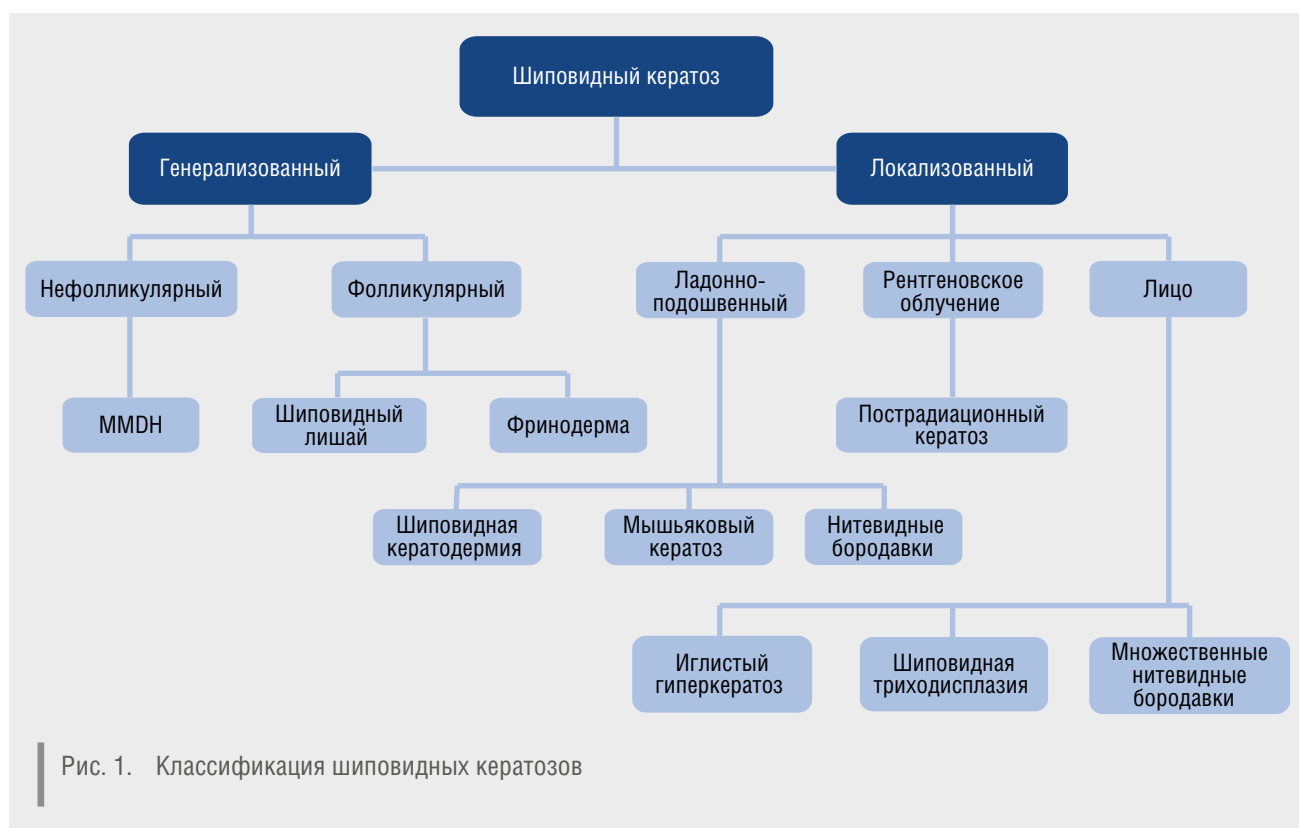 Шиповидный кератоз
Генерализованный
Локализованный
Нефолликулярный
Фолликулярный
Ладонно-
подошвенный
Рентгеновское
облучение
Лицо
MMDH
Шиповидный
лишай
Фринодерма
Пострадиационный
кератоз
Шиповидная
кератодермия
Мышьяковый
кератоз
Нитевидные
бородавки
Иглистый
гиперкератоз
Шиповидная
триходисплазия
Множественные
нитевидные
бородавки
Рис. 1. Классификация шиповидных кератозов